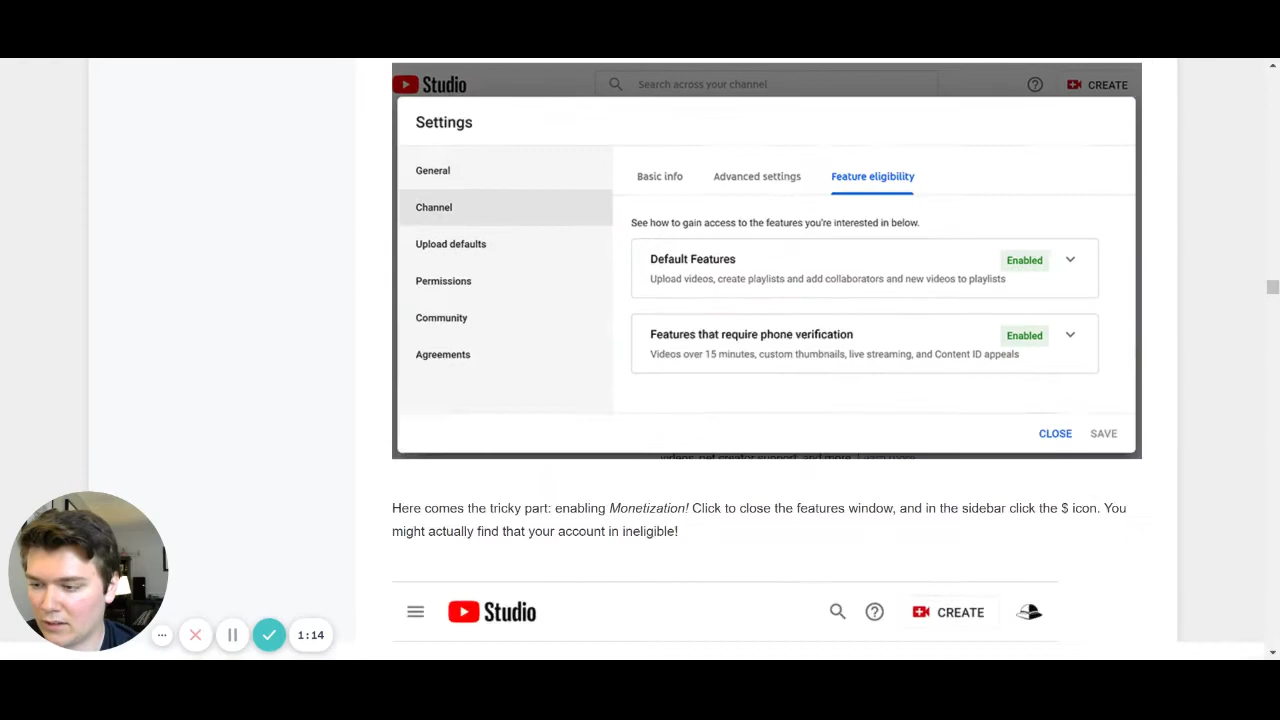 Studio
Search across your channel
CREATE
Settings
General
Channel
Upload defaults
Permissions
Community
Agreements
Basic info
Advanced settings
Feature eligibility
See how to gain access to the features you're interested in below.
Default Features
Enabled
Upload videos, create playlists and add collaborators and new videos to playlists
Features that require phone verification
Enabled
Videos over 15 minutes, custom thumbnails, live streaming, and Content ID appeals
CLOSE
SAVE
Here comes the tricky part: enabling Monetization! Click to close the features window, and in the sidebar click the $ icon. You
might actually find that your account in ineligible!
Studio
CREATE
1:14